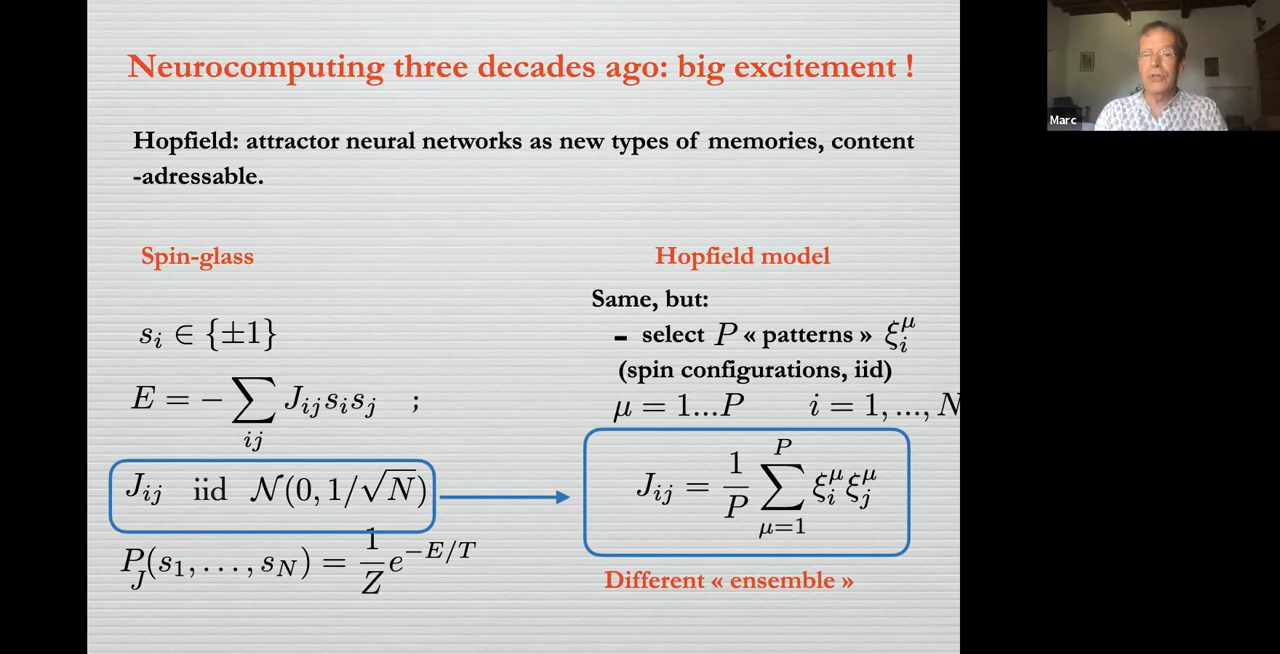 Neurocomputing three decades ago: big excitement !
Hopfield: attractor neural networks as new types of memories, content
-adressable.
Spin-glass
s_i ∈ {±1}
E = − ∑_{ij} J_{ij} s_i s_j ;
J_{ij} iid 𝒩(0, 1/√N)
P_J(s_1, . . . , s_N) = \frac{1}{Z} e^{−E/T}
Hopfield model
Same, but:
- select P « patterns » ξ_i^μ
(spin configurations, iid)
μ = 1...P i = 1, ..., N
J_{ij} = \frac{1}{P} ∑_{μ=1}^{P} ξ_i^μ ξ_j^μ
Different « ensemble »
Marc